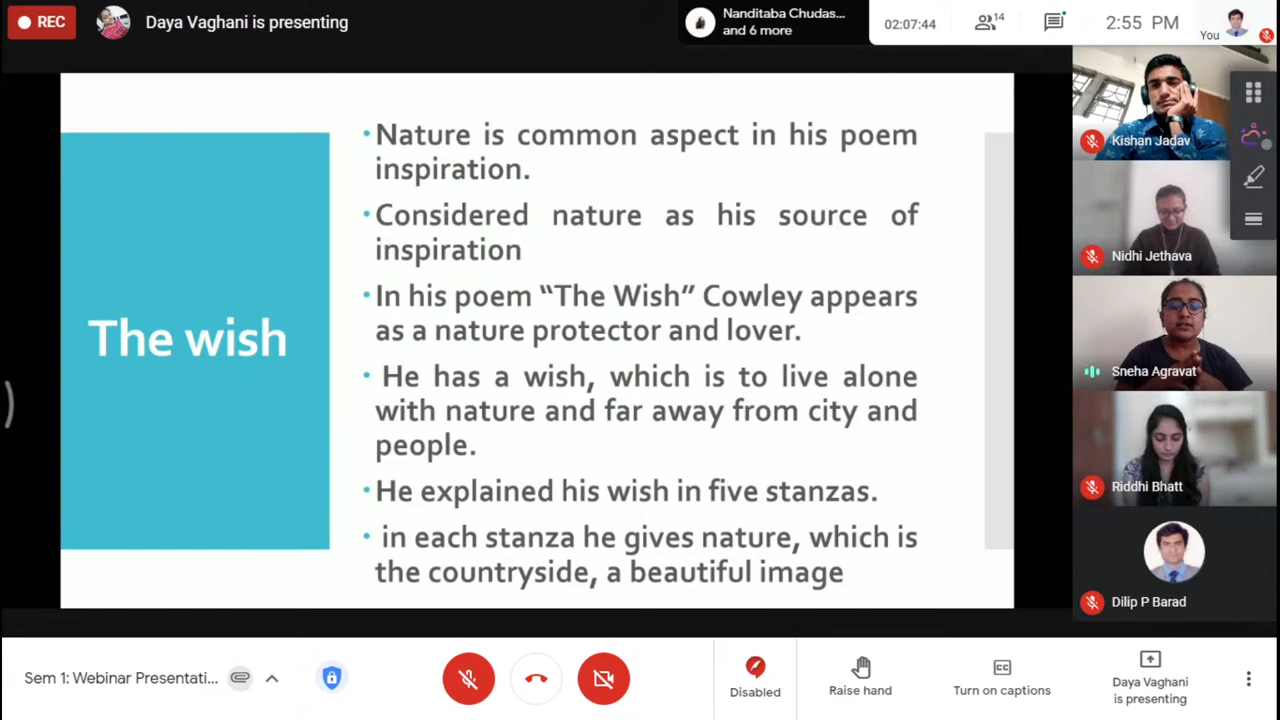 REC
Daya Vaghani is presenting
Nanditaba Chudas...
and 6 more
02:07:44
14
2:55 PM
You
The wish
•Nature is common aspect in his poem
inspiration.
•Considered nature as his source of
inspiration
•In his poem “The Wish” Cowley appears
as a nature protector and lover.
• He has a wish, which is to live alone
with nature and far away from city and
people.
•He explained his wish in five stanzas.
• in each stanza he gives nature, which is
the countryside, a beautiful image
Kishan Jadav
Nidhi Jethava
Sneha Agravat
Riddhi Bhatt
Dilip P Barad
Sem 1: Webinar Presentati...
Disabled
Raise hand
CC
Turn on captions
Daya Vaghani
is presenting